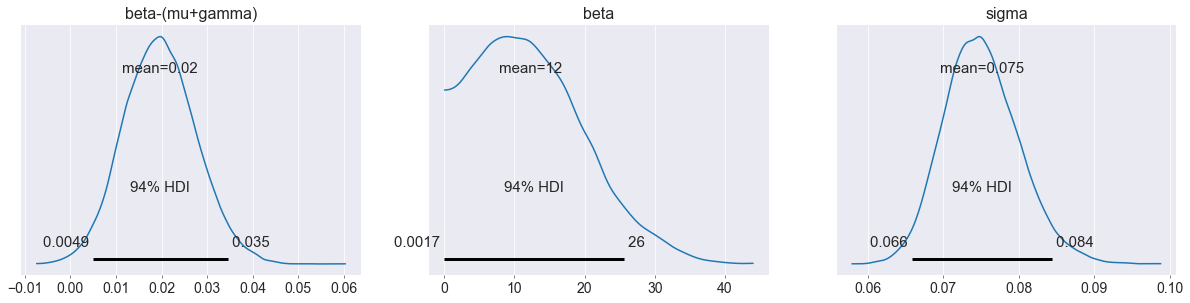 beta-(mu+gamma)
mean=0.02
94% HDI
0.0049 0.035
−0.01 0.00 0.01 0.02 0.03 0.04 0.05 0.06
beta
mean=12
94% HDI
0.0017 26
0 10 20 30 40
sigma
mean=0.075
94% HDI
0.066 0.084
0.06 0.07 0.08 0.09 0.10